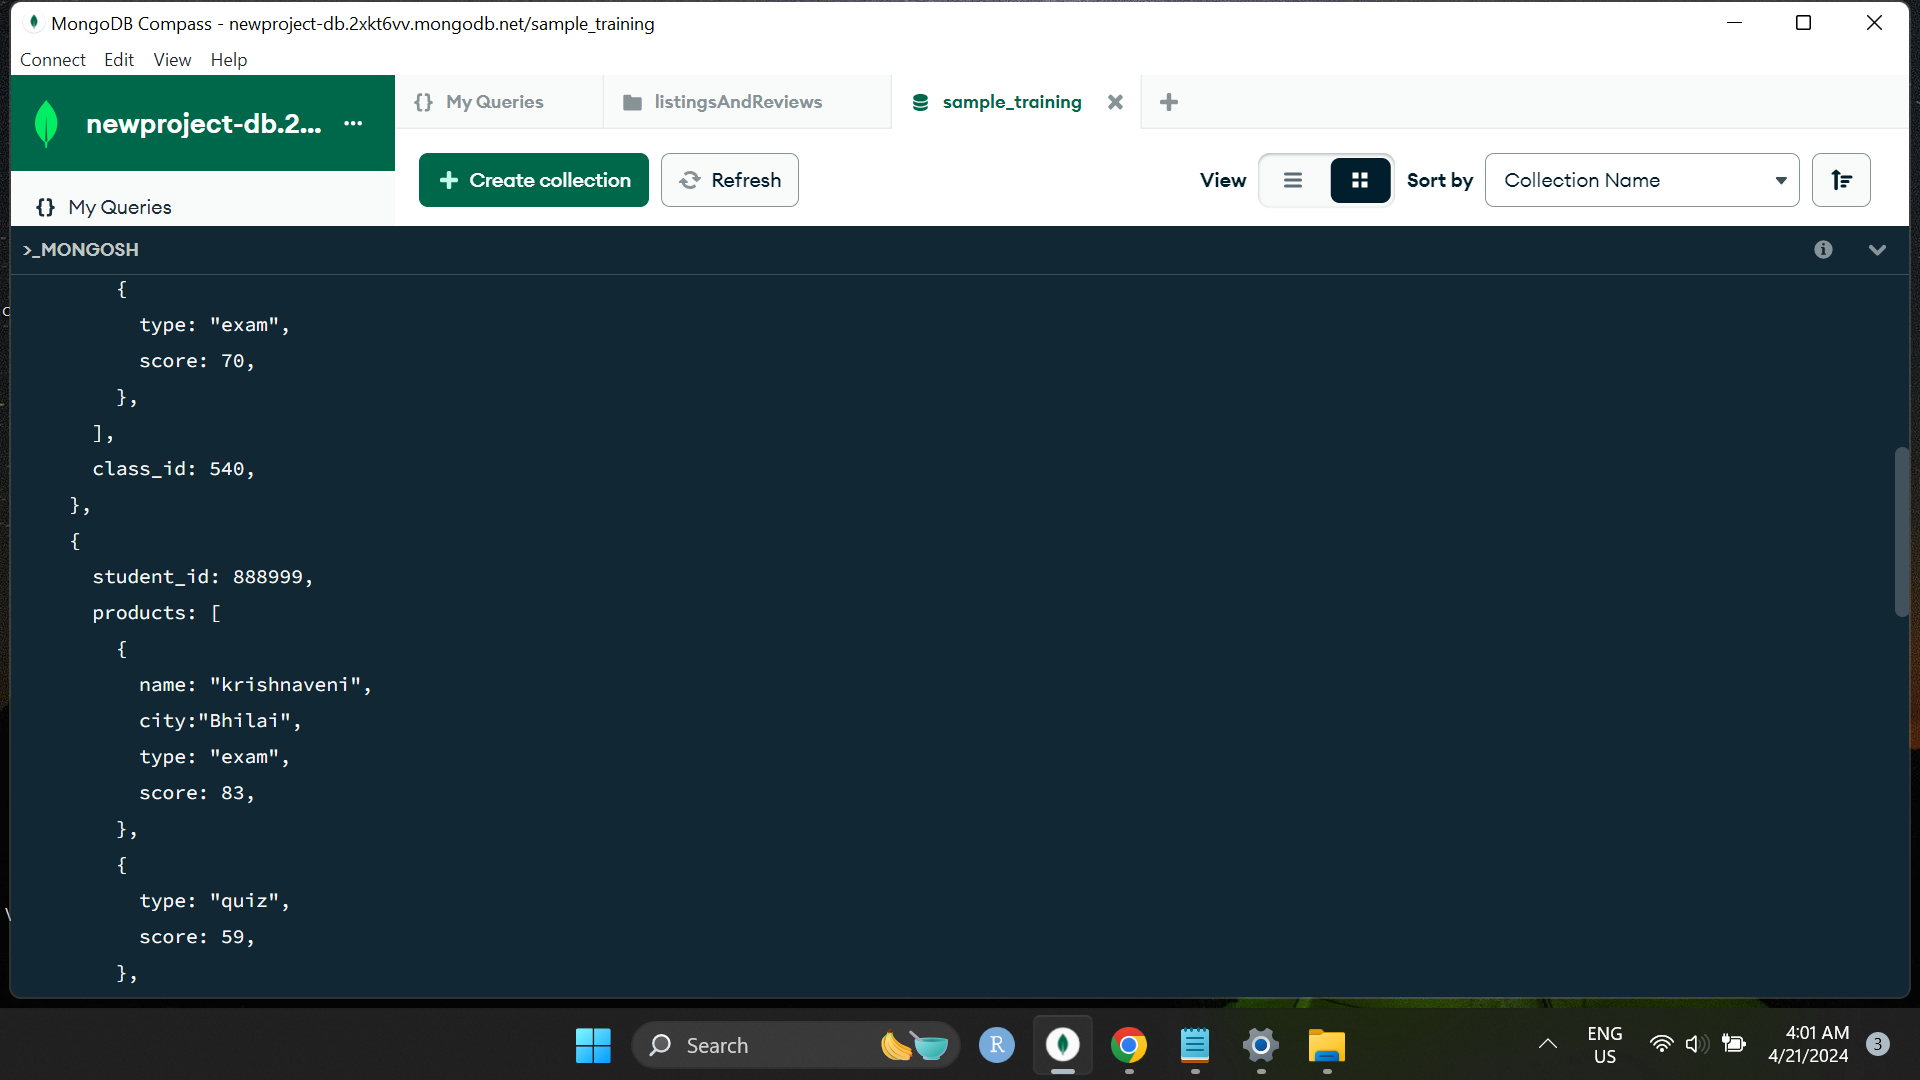 MongoDB Compass - newproject-db.2xkt6vv.mongodb.net/sample_training
Connect Edit View Help
newproject-db.2... ...
{} My Queries
listingsAndReviews
sample_training
+ Create collection
Refresh
View
Sort by
Collection Name
{} My Queries
>_MONGOSH
{
type: "exam",
score: 70,
},
],
class_id: 540,
},
{
student_id: 888999,
products: [
{
name: "krishnaveni",
city:"Bhilai",
type: "exam",
score: 83,
},
{
type: "quiz",
score: 59,
},
Search
R
ENG
US
4:01 AM
4/21/2024
3